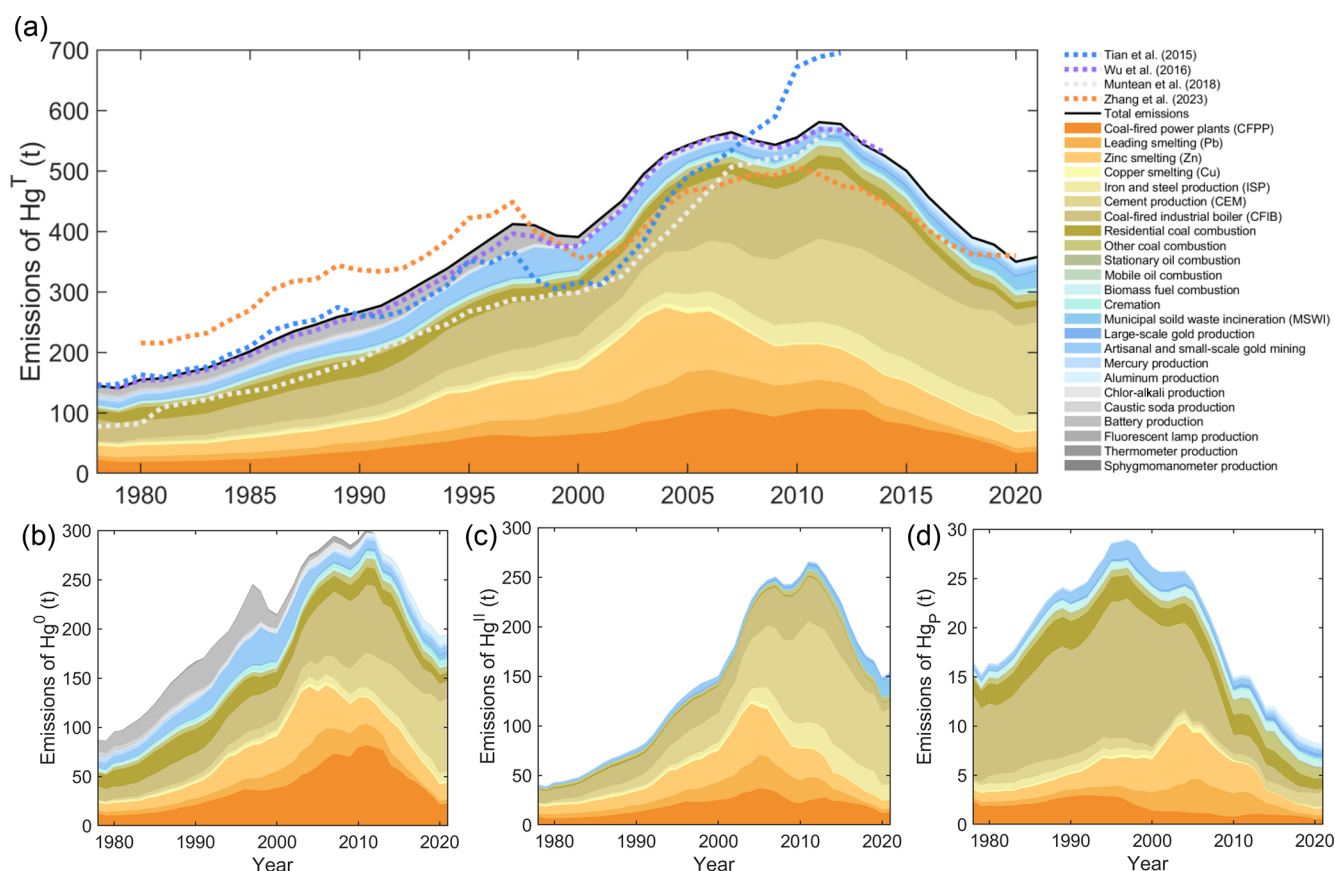 (a)
Emissions of Hg^T (t)
700
600
500
400
300
200
100
0
1980
1985
1990
1995
2000
2005
2010
2015
2020
Tian et al. (2015)
Wu et al. (2016)
Muntean et al. (2018)
Zhang et al. (2023)
Total emissions
Coal-fired power plants (CFPP)
Leading smelting (Pb)
Zinc smelting (Zn)
Copper smelting (Cu)
Iron and steel production (ISP)
Cement production (CEM)
Coal-fired industrial boiler (CFIB)
Residential coal combustion
Other coal combustion
Stationary oil combustion
Mobile oil combustion
Biomass fuel combustion
Cremation
Municipal soild waste incineration (MSWI)
Large-scale gold production
Artisanal and small-scale gold mining
Mercury production
Aluminum production
Chlor-alkali production
Caustic soda production
Battery production
Fluorescent lamp production
Thermometer production
Sphygmomanometer production
(b)
Emissions of Hg^0 (t)
300
250
200
150
100
50
0
1980
1990
2000
2010
2020
Year
(c)
Emissions of Hg^II (t)
300
250
200
150
100
50
0
1980
1990
2000
2010
2020
Year
(d)
Emissions of Hg_P (t)
30
25
20
15
10
5
0
1980
1990
2000
2010
2020
Year